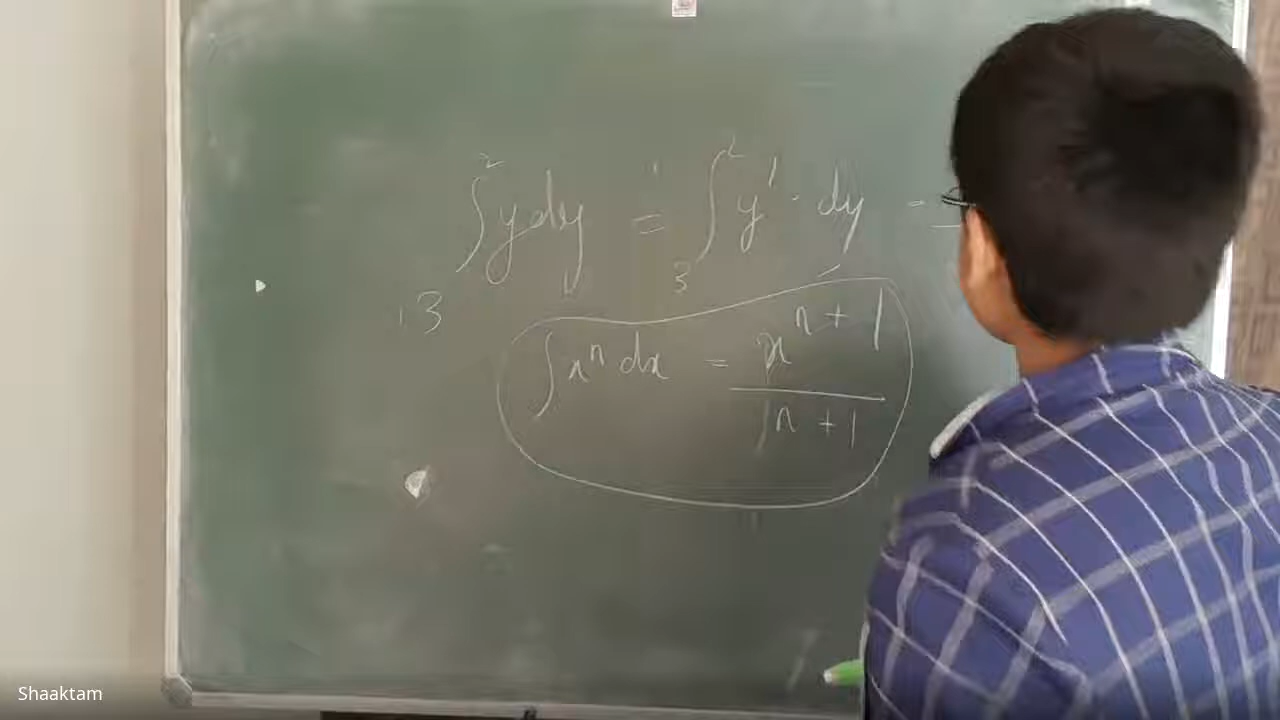 ∫₃² y dy = ∫₃² y¹ · dy =
∫ xⁿ dx = xⁿ⁺¹ / n + 1
Shaaktam